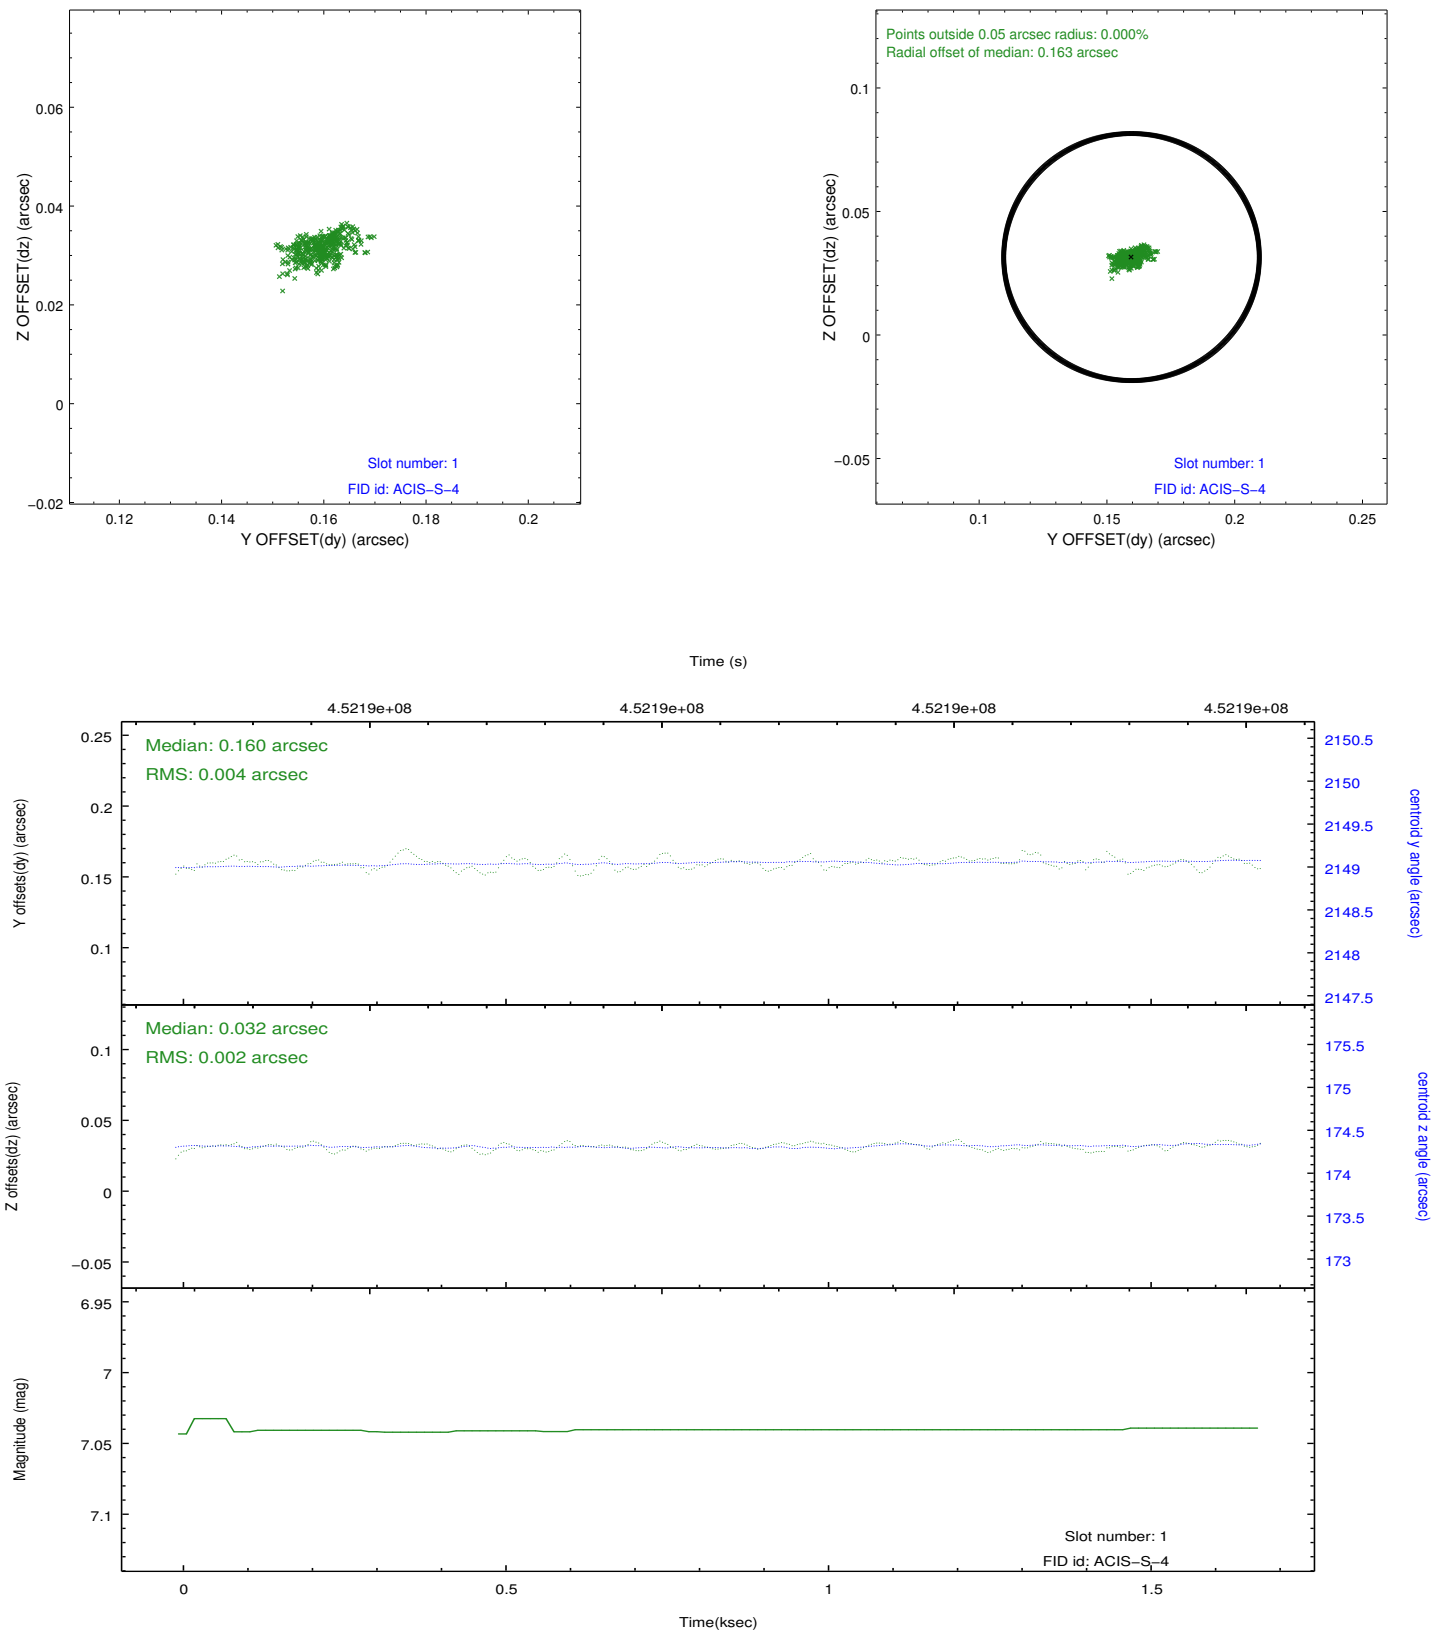 0.06
0.04
0.02
0
−0.02
Z OFFSET(dz) (arcsec)
Slot number: 1
FID id: ACIS−S−4
0.12 0.14 0.16 0.18 0.2
Y OFFSET(dy) (arcsec)
Points outside 0.05 arcsec radius: 0.000%
Radial offset of median: 0.163 arcsec
0.1
0.05
0
−0.05
Z OFFSET(dz) (arcsec)
Slot number: 1
FID id: ACIS−S−4
0.1 0.15 0.2 0.25
Y OFFSET(dy) (arcsec)
Time (s)
4.5219e+08 4.5219e+08 4.5219e+08 4.5219e+08
Median: 0.160 arcsec
RMS: 0.004 arcsec
0.25
0.2
0.15
0.1
Y offsets(dy) (arcsec)
2150.5
2150
2149.5
2149
2148.5
2148
2147.5
centroid y angle (arcsec)
Median: 0.032 arcsec
RMS: 0.002 arcsec
0.1
0.05
0
−0.05
Z offsets(dz) (arcsec)
175.5
175
174.5
174
173.5
173
centroid z angle (arcsec)
6.95
7
7.05
7.1
Magnitude (mag)
Slot number: 1
FID id: ACIS−S−4
0 0.5 1 1.5
Time(ksec)